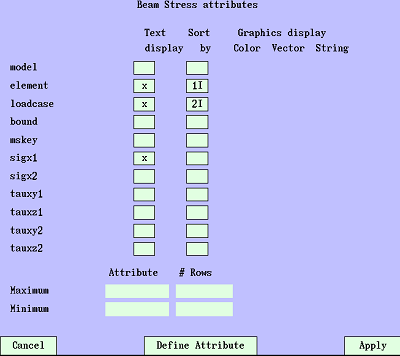 Beam Stress attributes
Text Sort Graphics display
display by Color Vector String
model
element x 1I
loadcase x 2I
bound
mskey
sigx1 x
sigx2
tauxy1
tauxz1
tauxy2
tauxz2
Attribute # Rows
Maximum
Minimum
Cancel Define Attribute Apply